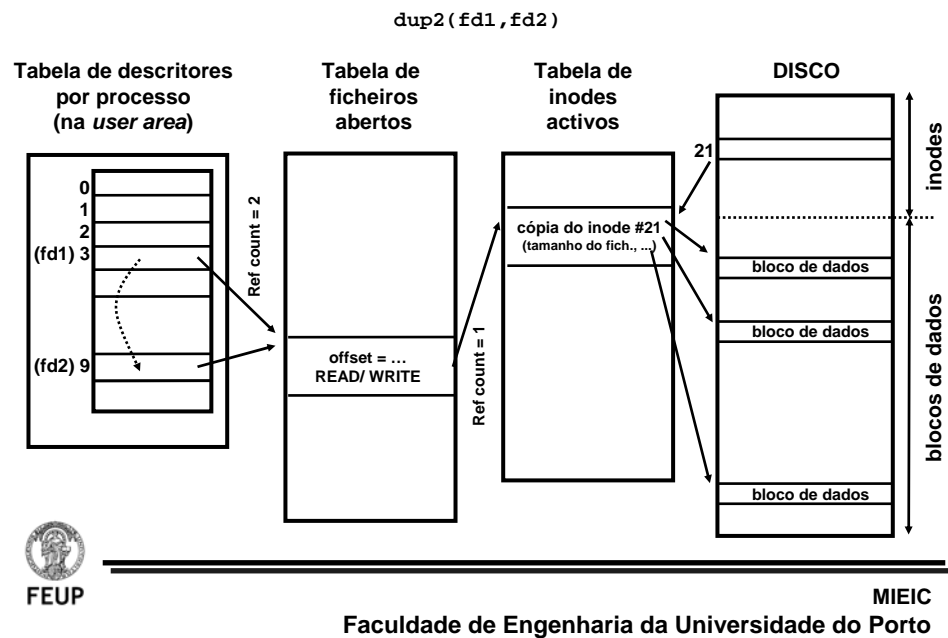 dup2(fd1,fd2)
Tabela de descritores
por processo
(na user area)
Tabela de
ficheiros
abertos
Tabela de
inodes
activos
DISCO
0
1
2
(fd1) 3
(fd2) 9
Ref count = 2
offset = …
READ/ WRITE
Ref count = 1
cópia do inode #21
(tamanho do fich., ...)
21
bloco de dados
bloco de dados
bloco de dados
inodes
blocos de dados
FEUP
MIEIC
Faculdade de Engenharia da Universidade do Porto